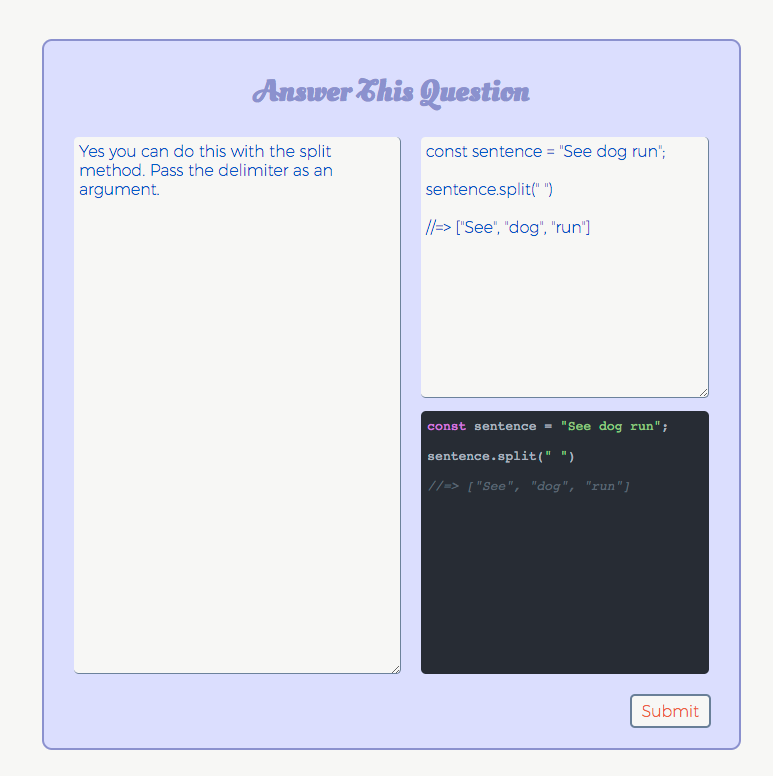 Answer This Question
Yes you can do this with the split
method. Pass the delimiter as an
argument.
const sentence = "See dog run";
sentence.split(" ")
//=> ["See", "dog", "run"]
const sentence = "See dog run";
sentence.split(" ")
//=> ["See", "dog", "run"]
Submit